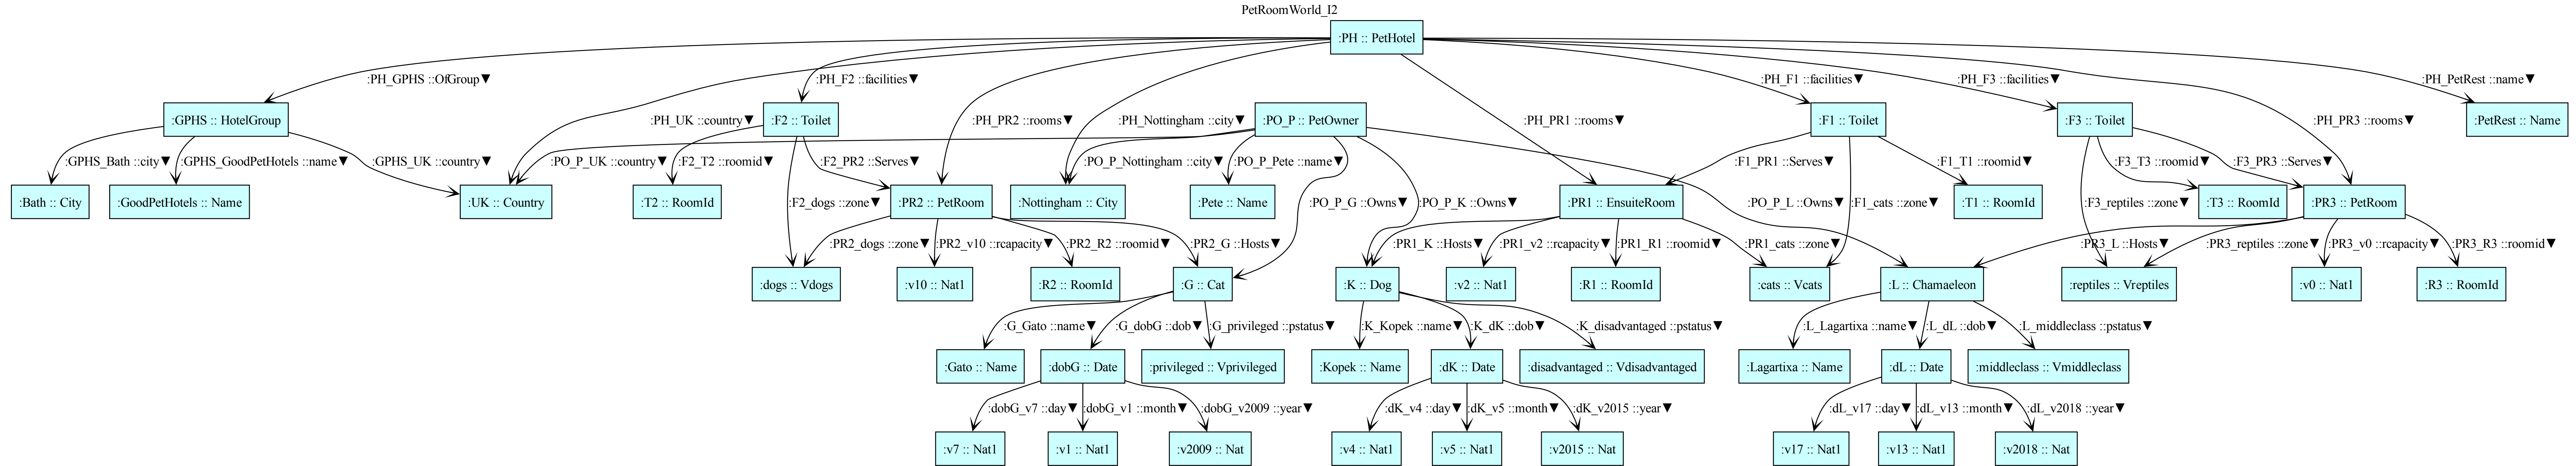 PetRoomWorld_I2
:PH :: PetHotel
:PH_GPHS ::OfGroup▼
:PH_F2 ::facilities▼
:PH_F1 ::facilities▼
:PH_F3 ::facilities▼
:PH_PetRest ::name▼
:GPHS :: HotelGroup
:PH_UK ::country▼
:F2 :: Toilet
:PH_PR2 ::rooms▼
:PH_Nottingham ::city▼
:PO_P :: PetOwner
:PH_PR1 ::rooms▼
:F1 :: Toilet
:F3 :: Toilet
:PH_PR3 ::rooms▼
:PetRest :: Name
:GPHS_Bath ::city▼
:GPHS_GoodPetHotels ::name▼
:GPHS_UK ::country▼
:PO_P_UK ::country▼
:F2_T2 ::roomid▼
:F2_PR2 ::Serves▼
:PO_P_Nottingham ::city▼
:PO_P_Pete ::name▼
:F1_PR1 ::Serves▼
:F1_T1 ::roomid▼
:F3_T3 ::roomid▼
:F3_PR3 ::Serves▼
:Bath :: City
:GoodPetHotels :: Name
:UK :: Country
:T2 :: RoomId
:F2_dogs ::zone▼
:PR2 :: PetRoom
:Nottingham :: City
:Pete :: Name
:PO_P_G ::Owns▼
:PO_P_K ::Owns▼
:PR1 :: EnsuiteRoom
:PO_P_L ::Owns▼
:F1_cats ::zone▼
:T1 :: RoomId
:F3_reptiles ::zone▼
:T3 :: RoomId
:PR3 :: PetRoom
:PR2_dogs ::zone▼
:PR2_v10 ::rcapacity▼
:PR2_R2 ::roomid▼
:PR2_G ::Hosts▼
:PR1_K ::Hosts▼
:PR1_v2 ::rcapacity▼
:PR1_R1 ::roomid▼
:PR1_cats ::zone▼
:PR3_L ::Hosts▼
:PR3_reptiles ::zone▼
:PR3_v0 ::rcapacity▼
:PR3_R3 ::roomid▼
:dogs :: Vdogs
:v10 :: Nat1
:R2 :: RoomId
:G :: Cat
:K :: Dog
:v2 :: Nat1
:R1 :: RoomId
:cats :: Vcats
:L :: Chamaeleon
:reptiles :: Vreptiles
:v0 :: Nat1
:R3 :: RoomId
:G_Gato ::name▼
:G_dobG ::dob▼
:G_privileged ::pstatus▼
:K_Kopek ::name▼
:K_dK ::dob▼
:K_disadvantaged ::pstatus▼
:L_Lagartixa ::name▼
:L_dL ::dob▼
:L_middleclass ::pstatus▼
:Gato :: Name
:dobG :: Date
:privileged :: Vprivileged
:Kopek :: Name
:dK :: Date
:disadvantaged :: Vdisadvantaged
:Lagartixa :: Name
:dL :: Date
:middleclass :: Vmiddleclass
:dobG_v7 ::day▼
:dobG_v1 ::month▼
:dobG_v2009 ::year▼
:dK_v4 ::day▼
:dK_v5 ::month▼
:dK_v2015 ::year▼
:dL_v17 ::day▼
:dL_v13 ::month▼
:dL_v2018 ::year▼
:v7 :: Nat1
:v1 :: Nat1
:v2009 :: Nat
:v4 :: Nat1
:v5 :: Nat1
:v2015 :: Nat
:v17 :: Nat1
:v13 :: Nat1
:v2018 :: Nat